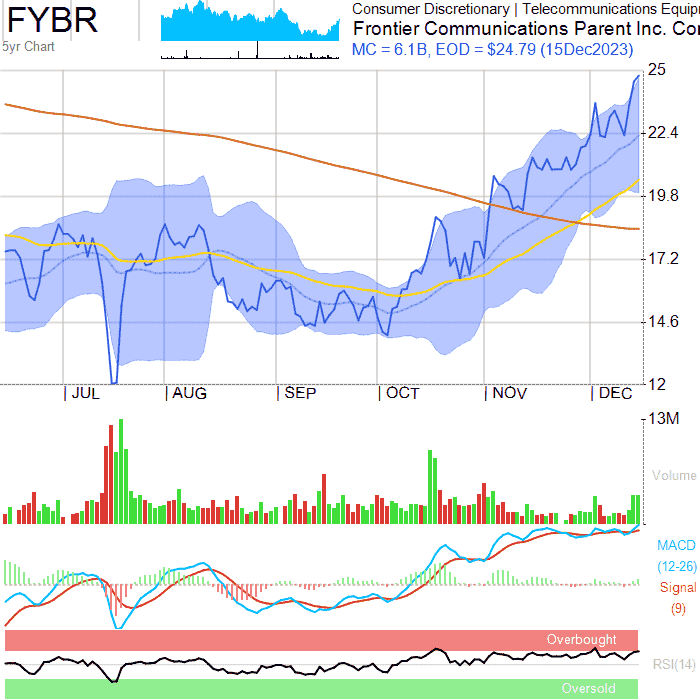 FYBR
5yr Chart
Consumer Discretionary | Telecommunications Equip
Frontier Communications Parent Inc. Cor
MC = 6.1B, EOD = $24.79 (15Dec2023)
25
22.4
19.8
17.2
14.6
12
JUL AUG SEP OCT NOV DEC
13M
Volume
MACD
(12-26)
Signal
(9)
Overbought
RSI(14)
Oversold